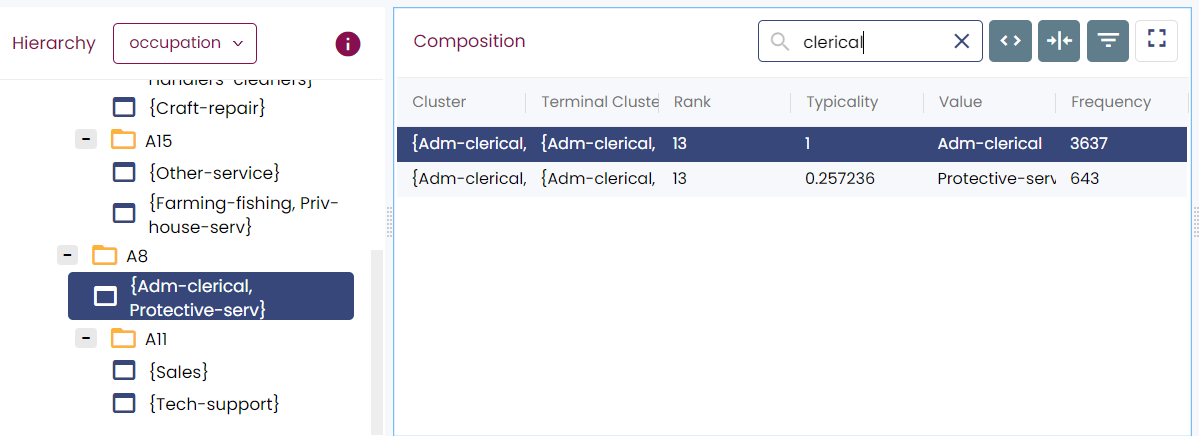 Hierarchy
occupation
Handlers-cleaners}
{Craft-repair}
A15
{Other-service}
{Farming-fishing, Priv-
house-serv}
A8
{Adm-clerical,
Protective-serv}
A11
{Sales}
{Tech-support}
Composition
clerical
Cluster Terminal Cluste Rank Typicality Value Frequency
{Adm-clerical, {Adm-clerical, 13 1 Adm-clerical 3637
{Adm-clerical, {Adm-clerical, 13 0.257236 Protective-serv 643